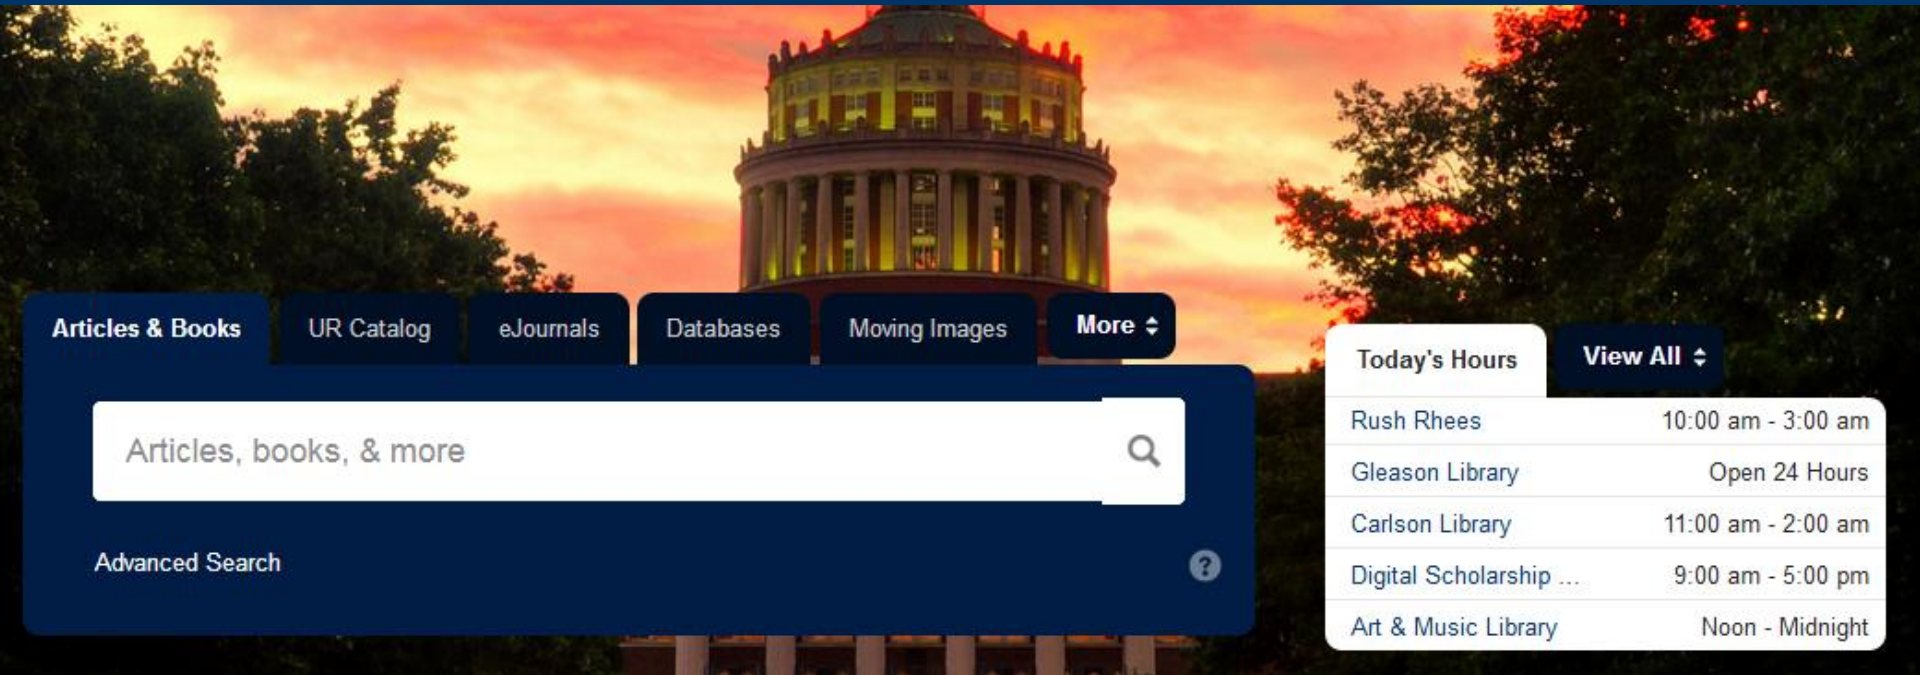 Articles & Books
UR Catalog
eJournals
Databases
Moving Images
More
Articles, books, & more
Advanced Search
?
Today's Hours
View All
Rush Rhees 10:00 am - 3:00 am
Gleason Library Open 24 Hours
Carlson Library 11:00 am - 2:00 am
Digital Scholarship ... 9:00 am - 5:00 pm
Art & Music Library Noon - Midnight